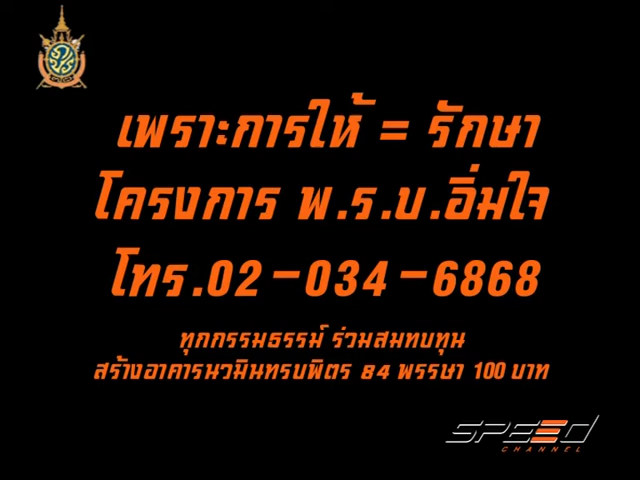 เพราะการให้ = รักษา
โครงการ พ.ร.บ.อิ่มใจ
โทร.02-034-6868
ทุกกรรมธรรม์ ร่วมสมทบทุน
สร้างอาคารนวมินทรบพิตร 84 พรรษา 100 บาท
SPEED
CHANNEL